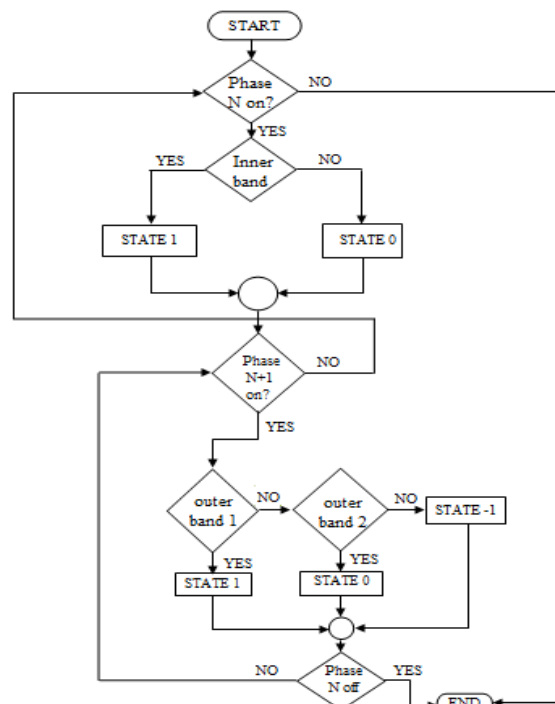 START
Phase
N on?
NO
YES
YES
Inner
band
NO
STATE 1
STATE 0
Phase
N+1
on?
NO
YES
outer
band 1
NO
outer
band 2
NO
STATE -1
YES
YES
STATE 1
STATE 0
NO
Phase
N off
YES
END